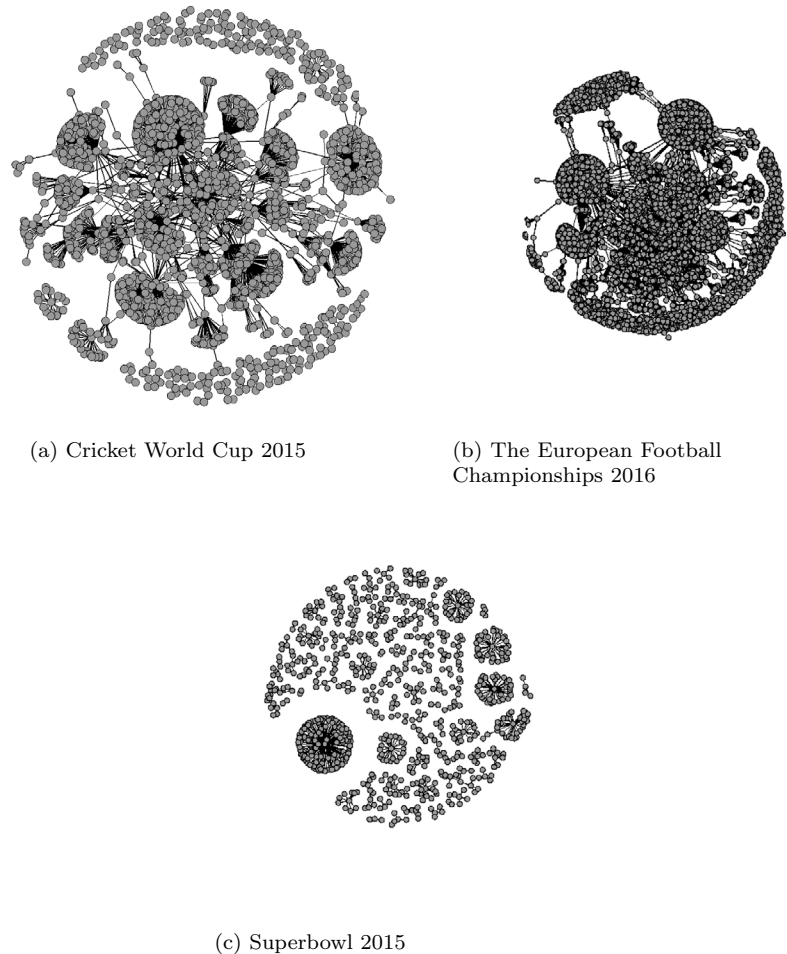 (a) Cricket World Cup 2015
(b) The European Football
Championships 2016
(c) Superbowl 2015